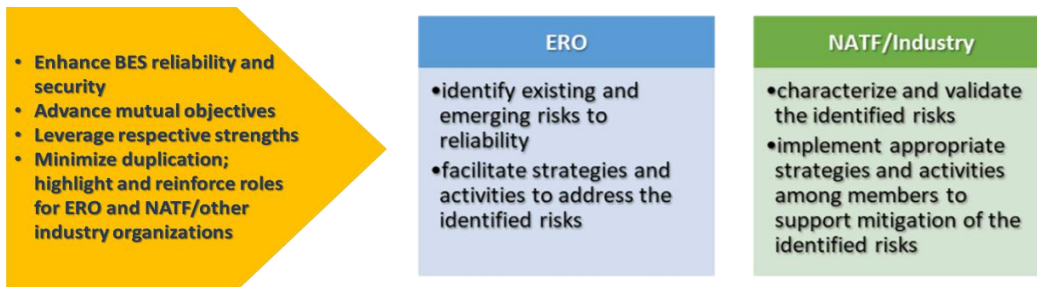 • Enhance BES reliability and
security
• Advance mutual objectives
• Leverage respective strengths
• Minimize duplication;
highlight and reinforce roles
for ERO and NATF/other
industry organizations
ERO
•identify existing and
emerging risks to
reliability
•facilitate strategies and
activities to address the
identified risks
NATF/Industry
•characterize and validate
the identified risks
•implement appropriate
strategies and activities
among members to
support mitigation of the
identified risks